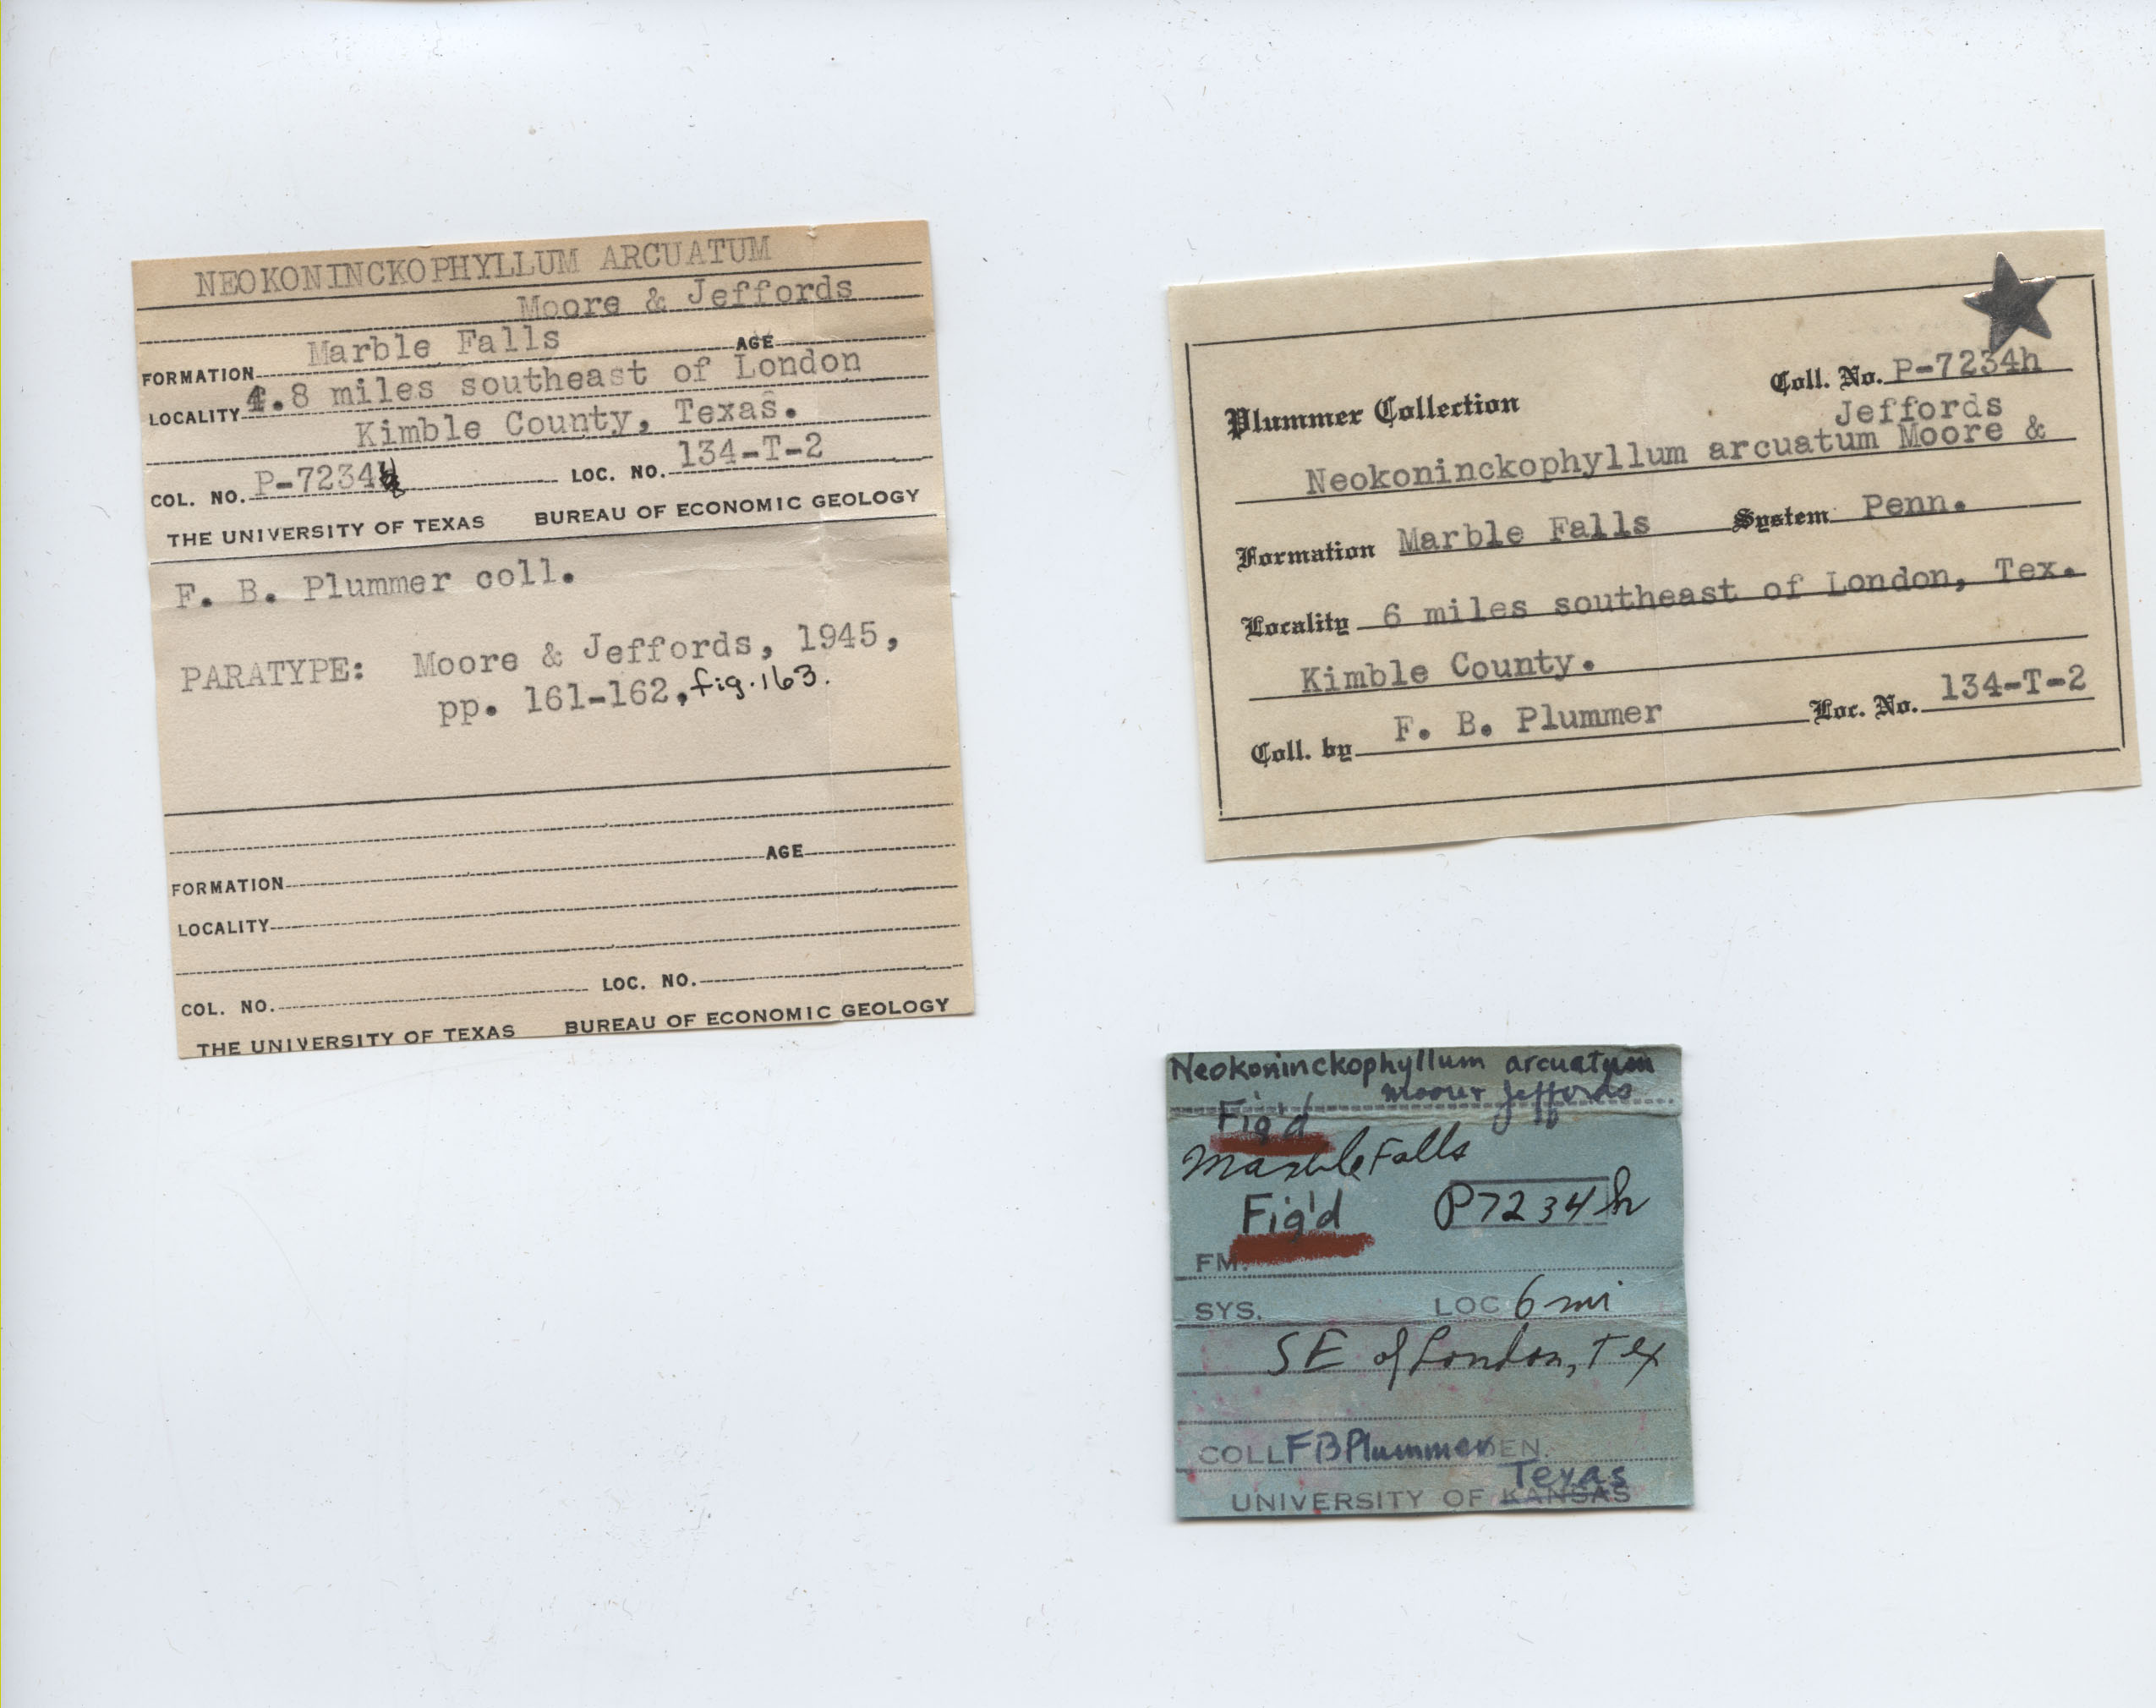 NEOKONINCKOPHYLLUM ARCUATUM
Moore & Jeffords
FORMATION Marble Falls AGE
LOCALITY 4.8 miles southeast of London
Kimble County, Texas.
COL. NO. P-7234h LOC. NO. 134-T-2
THE UNIVERSITY OF TEXAS BUREAU OF ECONOMIC GEOLOGY
F. B. Plummer coll.
PARATYPE: Moore & Jeffords, 1945,
pp. 161-162, fig. 163.
FORMATION AGE
LOCALITY
COL. NO. LOC. NO.
THE UNIVERSITY OF TEXAS BUREAU OF ECONOMIC GEOLOGY
Plummer Collection Coll. No. P-7234h
Jeffords
Neokoninckophyllum arcuatum Moore &
Formation Marble Falls System Penn.
Locality 6 miles southeast of London, Tex.
Kimble County.
Coll. by F. B. Plummer Loc. No. 134-T-2
Neokoninckophyllum arcuatum
Moore + Jeffords
Fig'd
Marble Falls
Fig'd P7234h
FM.
SYS. LOC 6 mi
SE of London, Tex
COLL FB Plummer DEN.
Texas
UNIVERSITY OF KANSAS